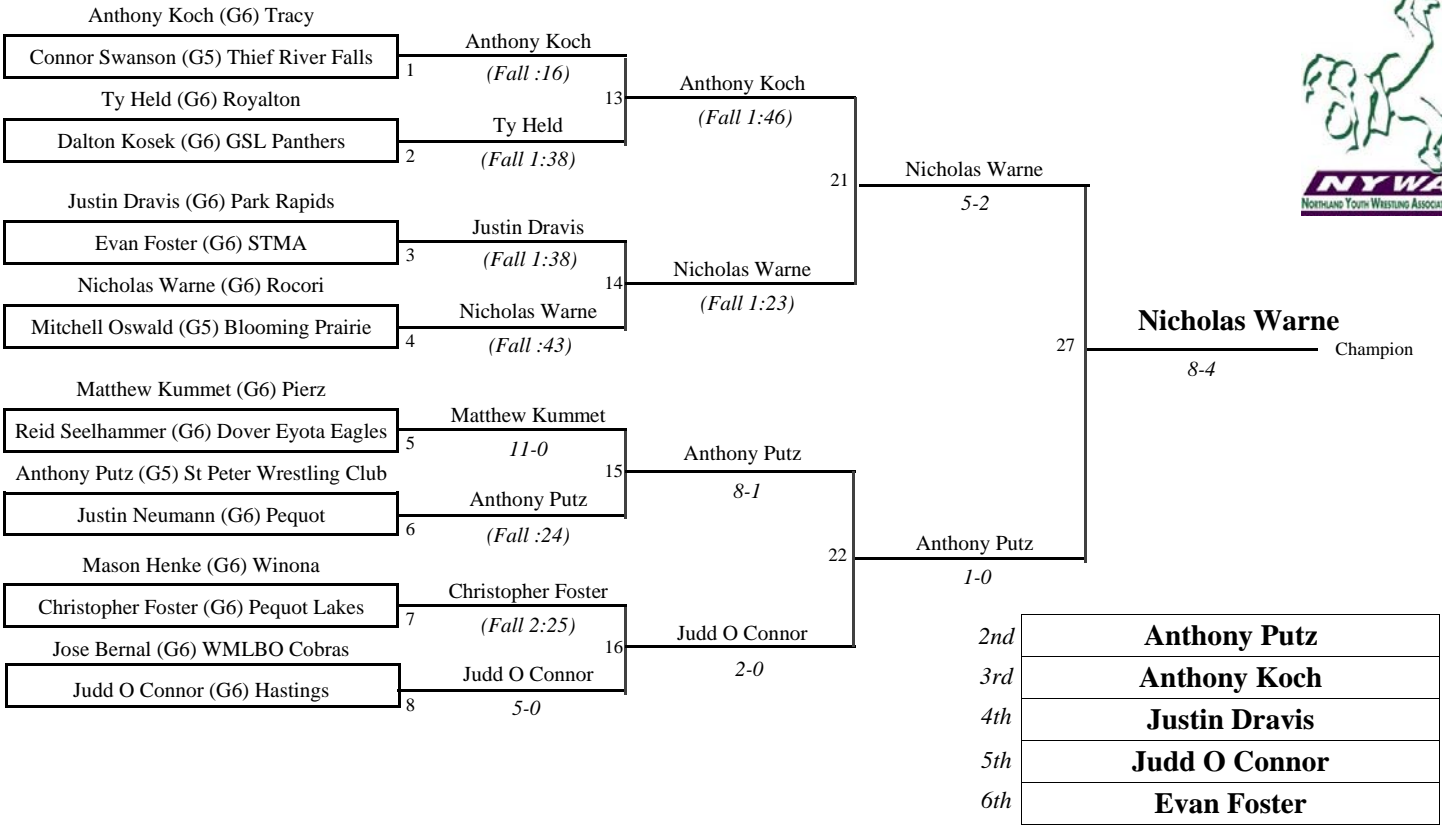 Anthony Koch (G6) Tracy
Connor Swanson (G5) Thief River Falls
1
Anthony Koch
(Fall :16)
Ty Held (G6) Royalton
Dalton Kosek (G6) GSL Panthers
2
Ty Held
(Fall 1:38)
13
Anthony Koch
(Fall 1:46)
Justin Dravis (G6) Park Rapids
Evan Foster (G6) STMA
3
Justin Dravis
(Fall 1:38)
Nicholas Warne (G6) Rocori
Mitchell Oswald (G5) Blooming Prairie
4
Nicholas Warne
(Fall :43)
14
Nicholas Warne
(Fall 1:23)
21
Nicholas Warne
5-2
Matthew Kummet (G6) Pierz
Reid Seelhammer (G6) Dover Eyota Eagles
5
Matthew Kummet
11-0
Anthony Putz (G5) St Peter Wrestling Club
Justin Neumann (G6) Pequot
6
Anthony Putz
(Fall :24)
15
Anthony Putz
8-1
Mason Henke (G6) Winona
Christopher Foster (G6) Pequot Lakes
7
Christopher Foster
(Fall 2:25)
Jose Bernal (G6) WMLBO Cobras
Judd O Connor (G6) Hastings
8
Judd O Connor
5-0
16
Judd O Connor
2-0
22
Anthony Putz
1-0
27
Nicholas Warne
Champion
8-4
NYWA
NORTHLAND YOUTH WRESTLING
2nd Anthony Putz
3rd Anthony Koch
4th Justin Dravis
5th Judd O Connor
6th Evan Foster